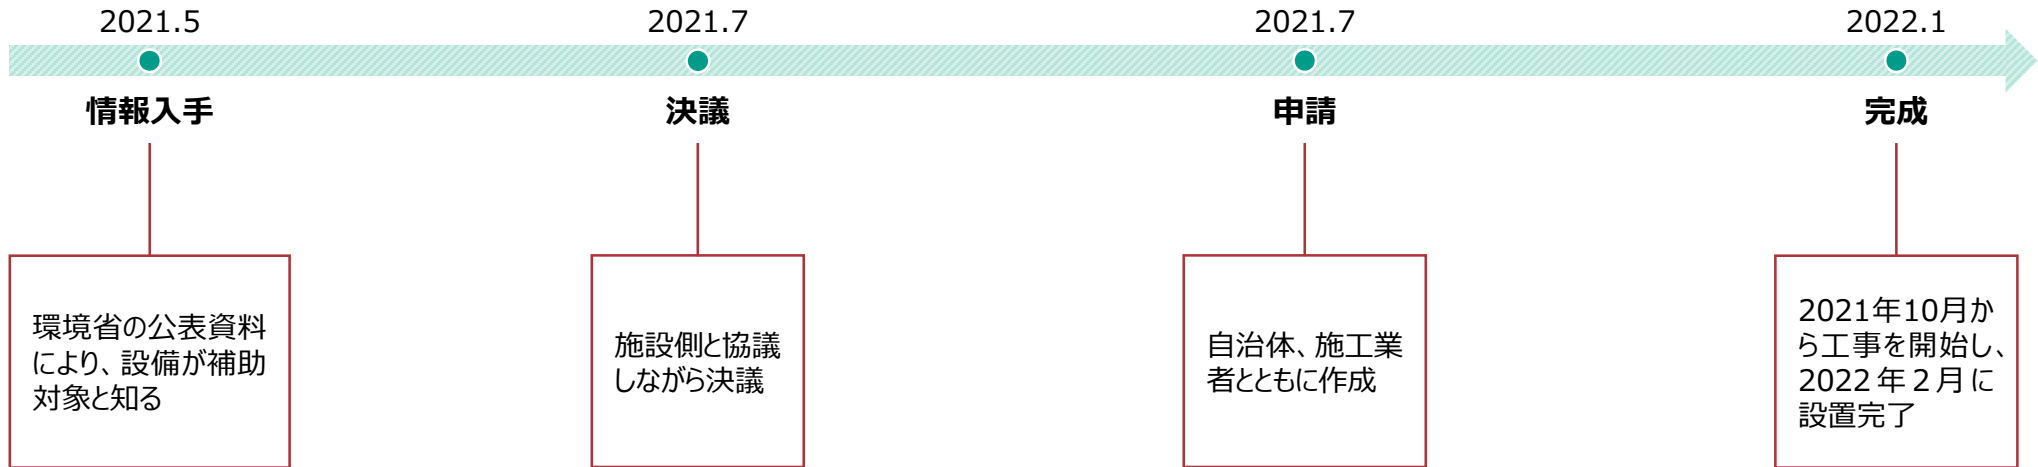 2021.5
2021.7
2021.7
2022.1
情報入手
決議
申請
完成
環境省の公表資料
により、設備が補助
対象と知る
施設側と協議
しながら決議
自治体、施工業
者とともに作成
2021年10月か
ら工事を開始し、
2022年2月に
設置完了